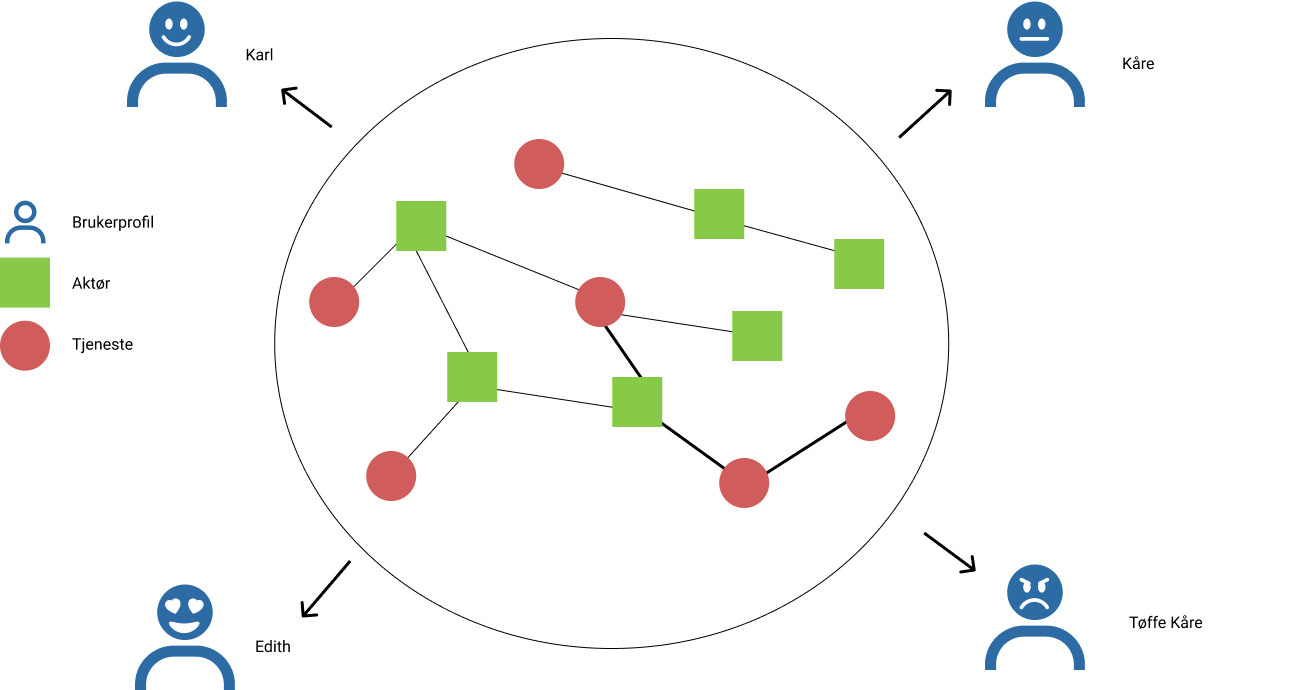 Karl
Kåre
Brukerprofil
Aktør
Tjeneste
Edith
Tøffe Kåre